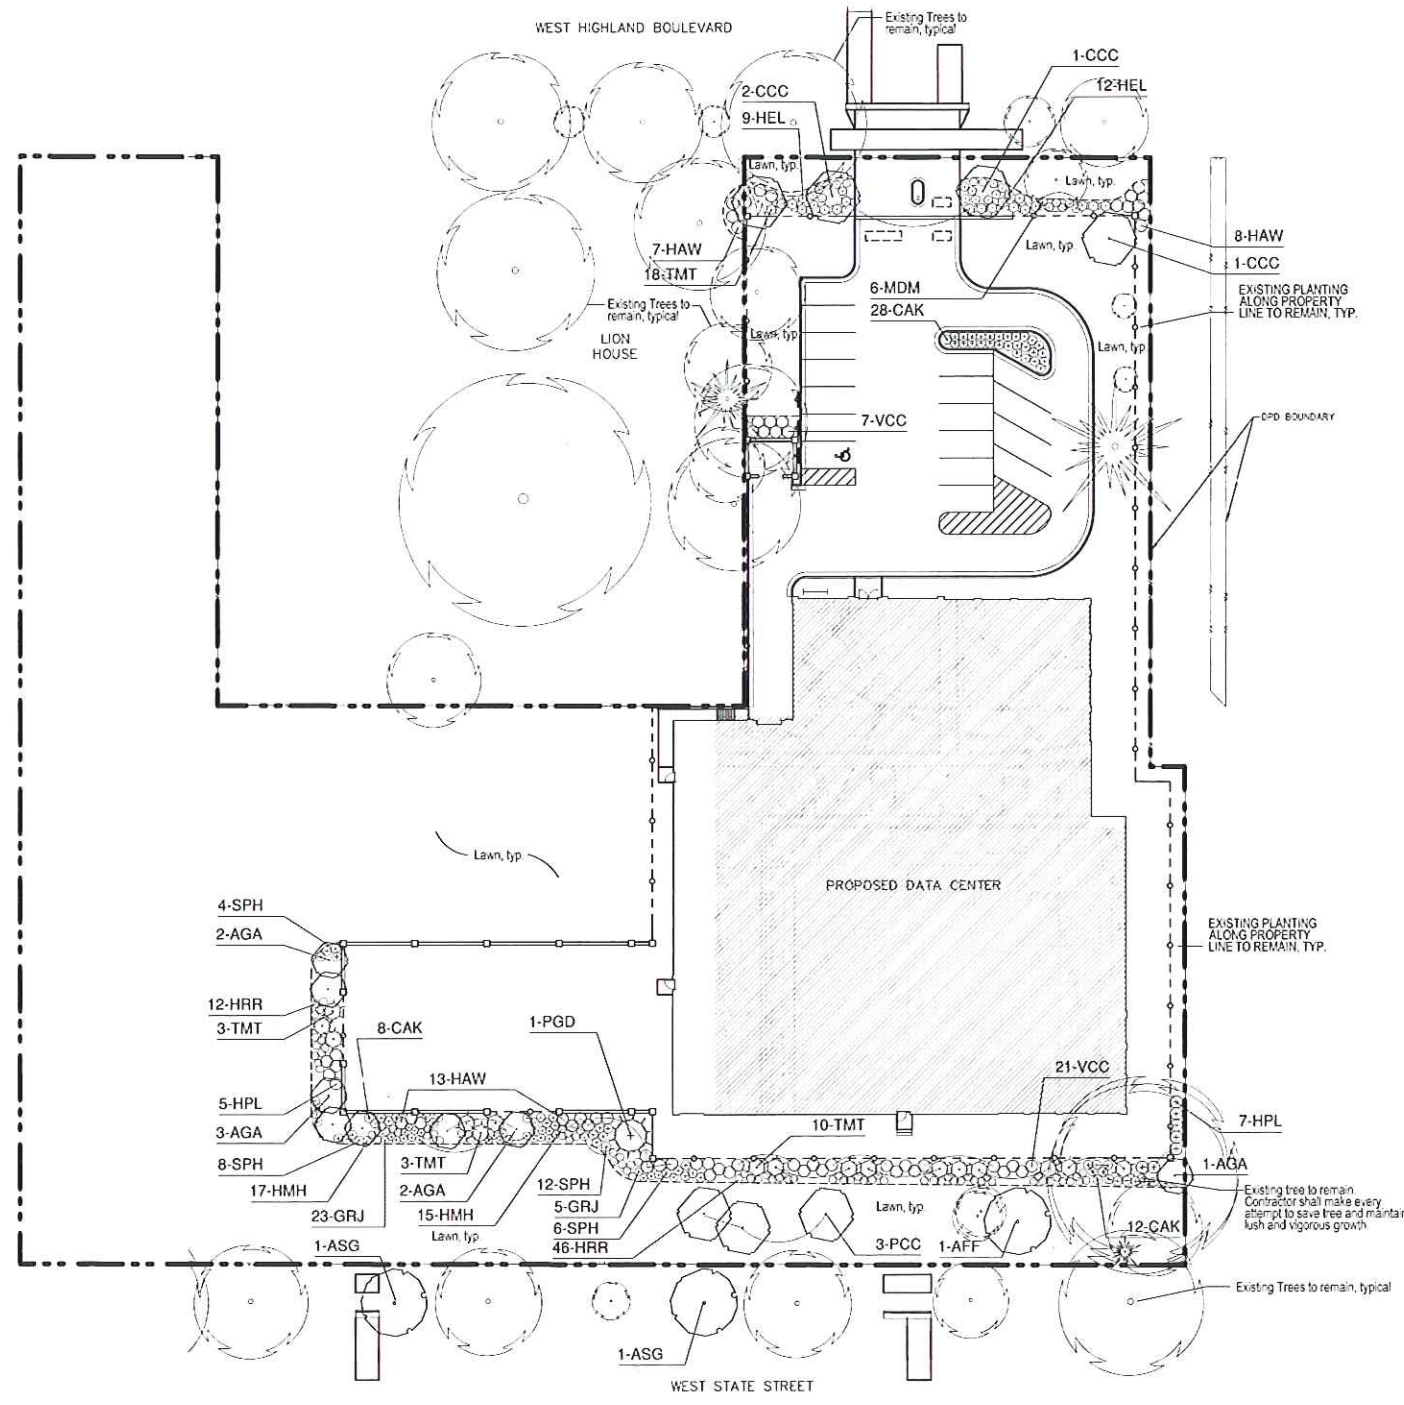 WEST HIGHLAND BOULEVARD
Existing Trees to
remain, typical
1-CCC
2-CCC
12-HEL
9-HEL
Lawn, typ.
Lawn, typ.
7-HAW
18-TMT
Lawn, typ.
8-HAW
1-CCC
6-MDM
28-CAK
EXISTING PLANTING
ALONG PROPERTY
LINE TO REMAIN, TYP.
Existing Trees to
remain, typical
LION
HOUSE
Lawn, typ.
Lawn, typ.
7-VCC
DPD BOUNDARY
Lawn, typ.
PROPOSED DATA CENTER
4-SPH
2-AGA
EXISTING PLANTING
ALONG PROPERTY
LINE TO REMAIN, TYP.
12-HRR
3-TMT
8-CAK
1-PGD
13-HAW
21-VCC
5-HPL
3-AGA
8-SPH
17-HMH
23-GRJ
3-TMT
2-AGA
15-HMH
Lawn, typ.
12-SPH
5-GRJ
6-SPH
46-HRR
10-TMT
7-HPL
1-AGA
Existing tree to remain.
Contractor shall make every
attempt to save tree and maintain
lush and vigorous growth.
Lawn, typ.
3-PCC
1-AFF
12-CAK
1-ASG
Existing Trees to remain, typical
1-ASG
WEST STATE STREET